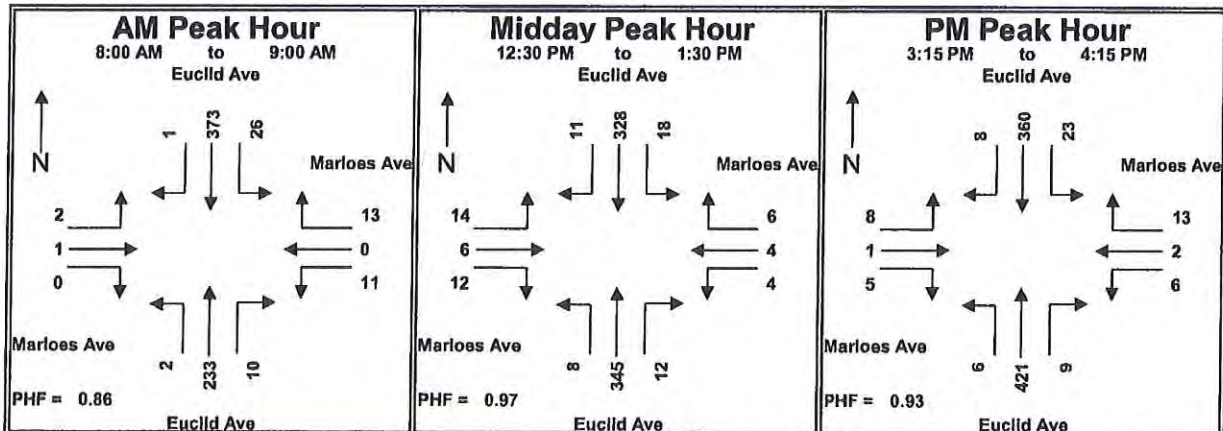 AM Peak Hour
8:00 AM to 9:00 AM
Euclid Ave
N
1 373 26
Marloes Ave
2 13
1 0
0 11
Marloes Ave
2 233 10
PHF = 0.86
Euclid Ave
Midday Peak Hour
12:30 PM to 1:30 PM
Euclid Ave
N
11 328 18
Marloes Ave
14 6
6 4
12 4
Marloes Ave
8 345 12
PHF = 0.97
Euclid Ave
PM Peak Hour
3:15 PM to 4:15 PM
Euclid Ave
N
8 360 23
Marloes Ave
8 13
1 2
5 6
Marloes Ave
6 421 9
PHF = 0.93
Euclid Ave